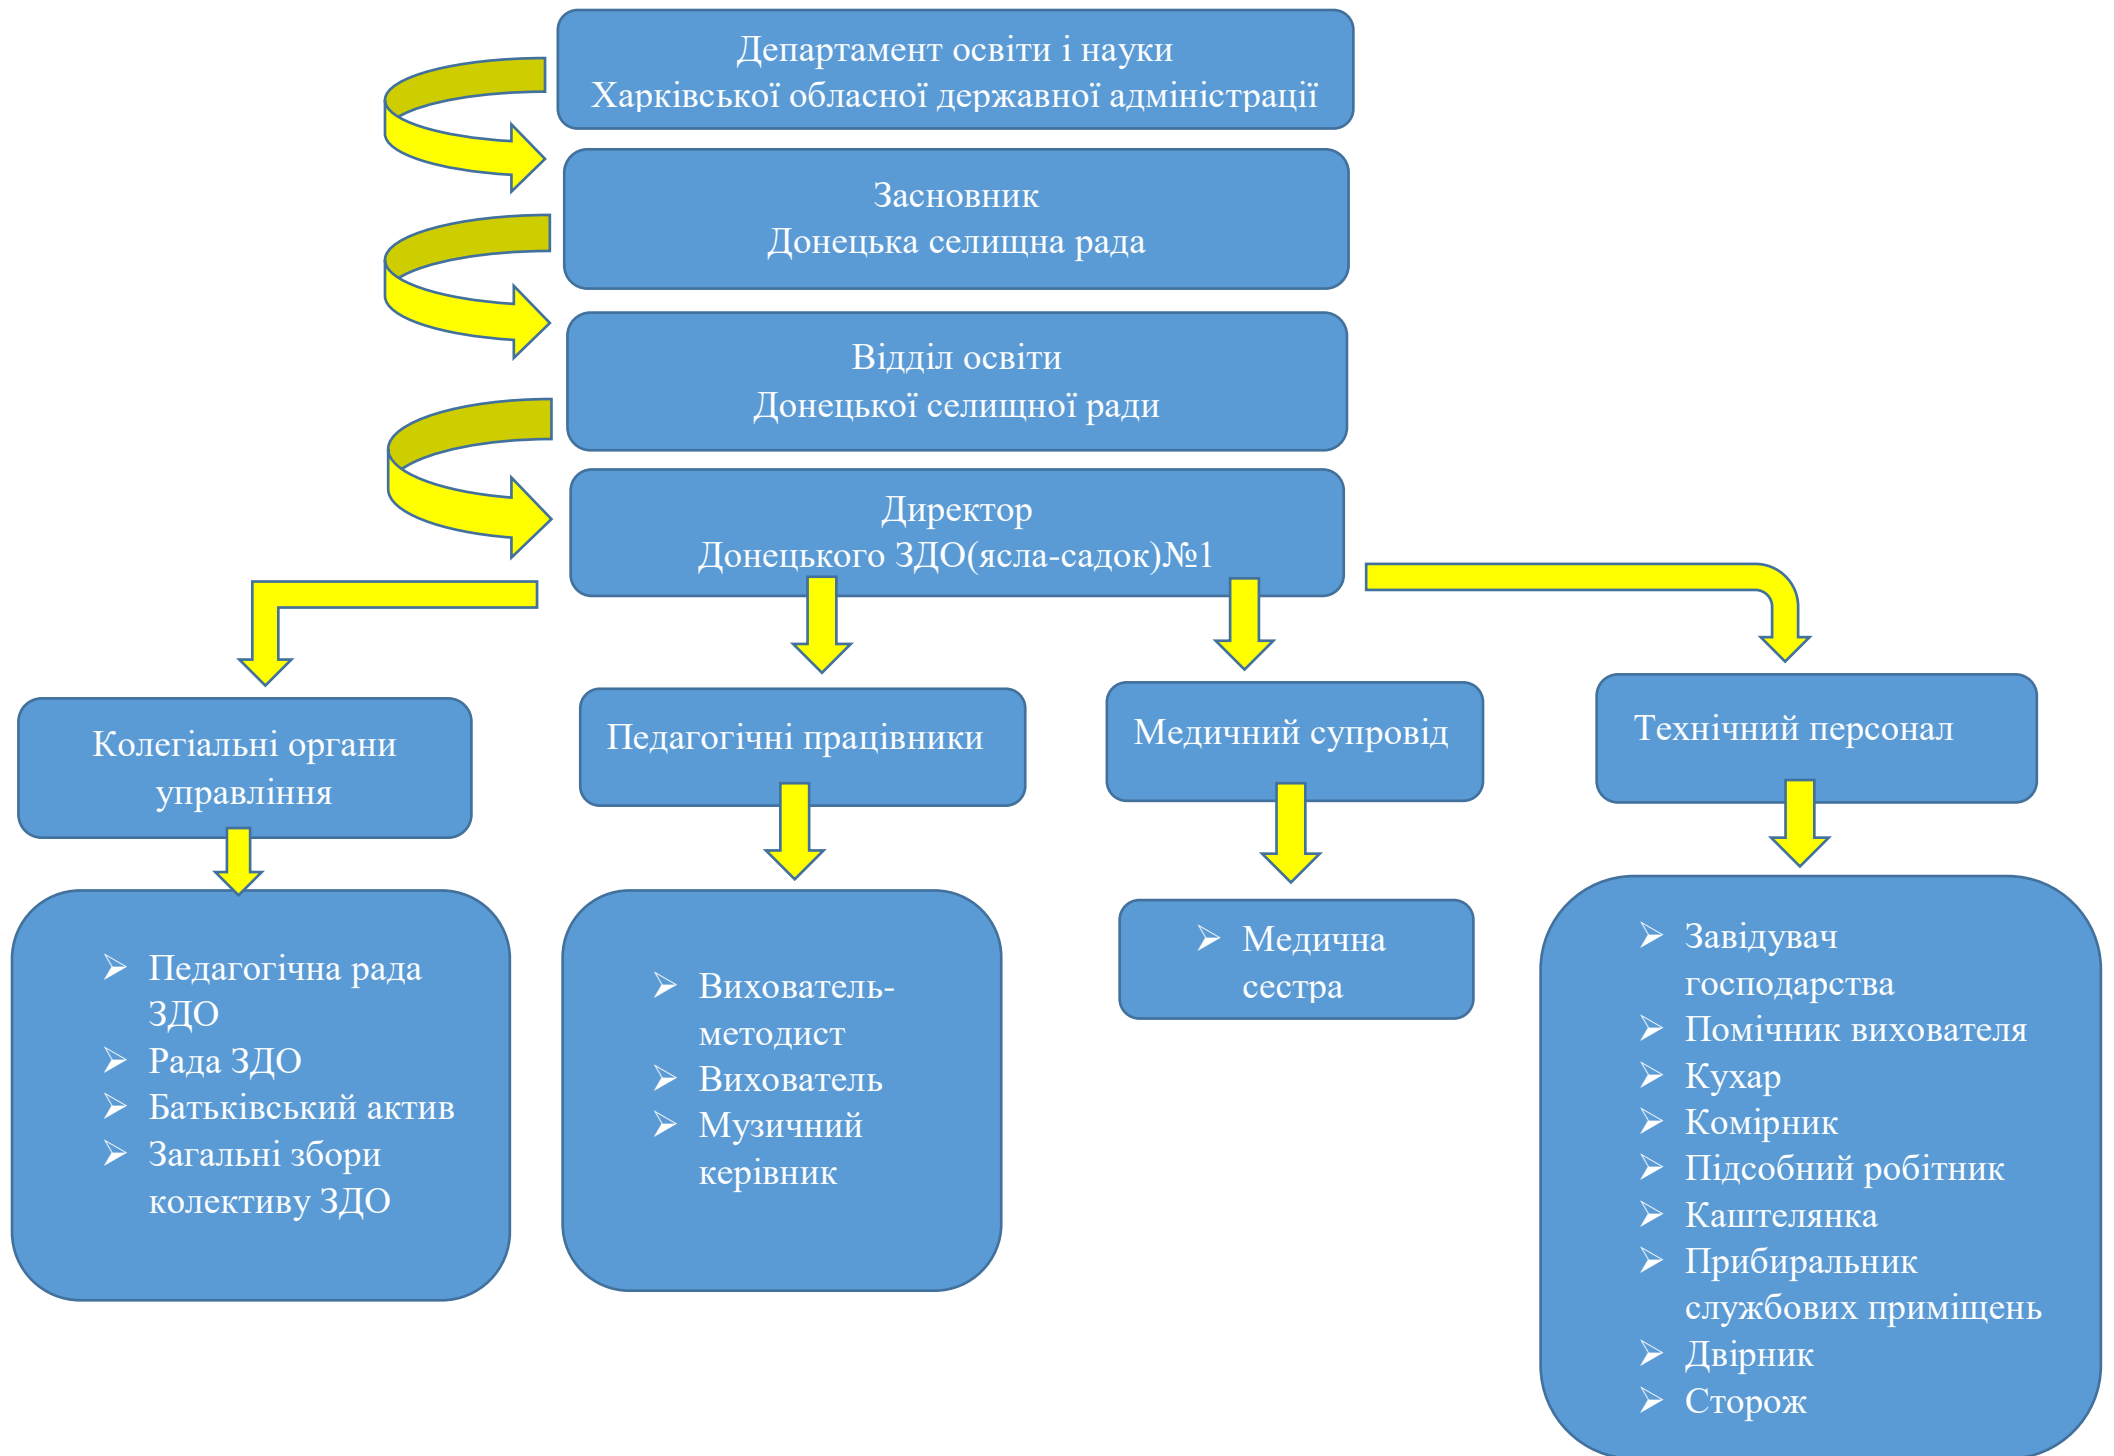 Департамент освіти і науки
Харківської обласної державної адміністрації
Засновник
Донецька селищна рада
Відділ освіти
Донецької селищної ради
Директор
Донецького ЗДО(ясла-садок)№1
Колегіальні органи
управління
Педагогічні працівники
Медичний супровід
Технічний персонал
Педагогічна рада
ЗДО
Рада ЗДО
Батьківський актив
Загальні збори
колективу ЗДО
Вихователь-
методист
Вихователь
Музичний
керівник
Медична
сестра
Завідувач
господарства
Помічник вихователя
Кухар
Комірник
Підсобний робітник
Каштелянка
Прибиральник
службових приміщень
Двірник
Сторож